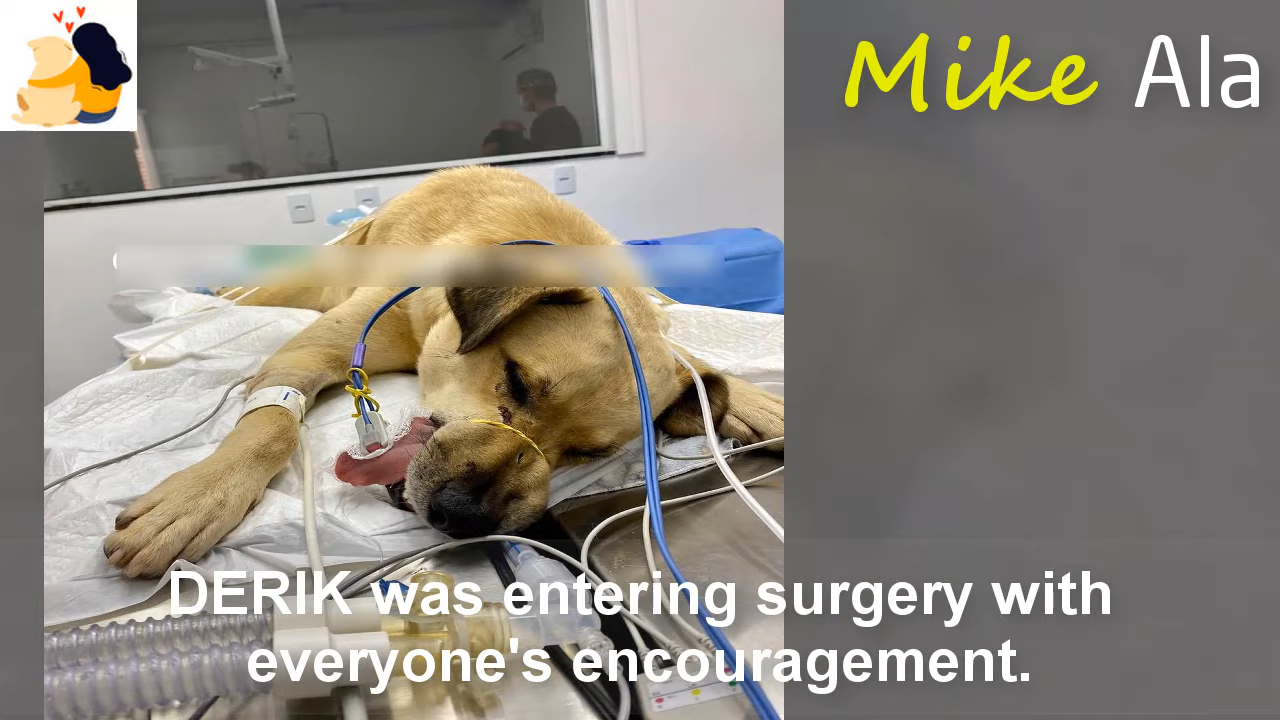 Mike Ala
DERIK was entering surgery with
everyone's encouragement.